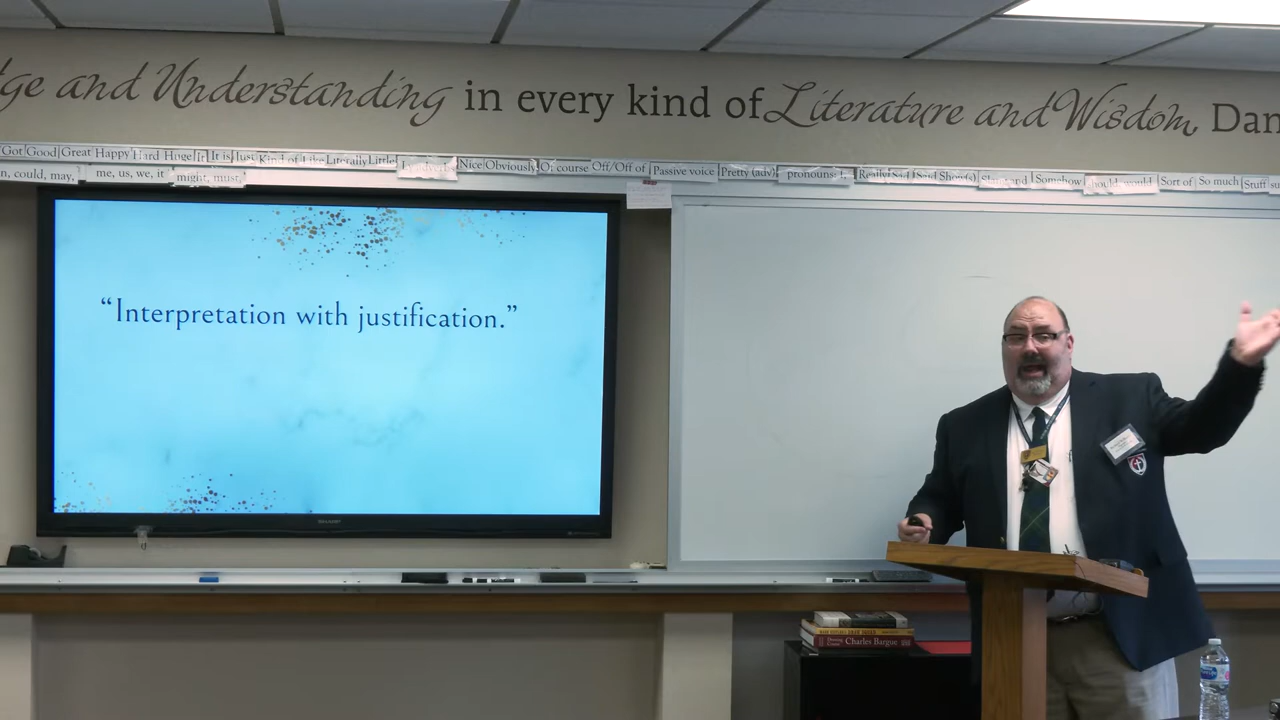 ge and Understanding in every kind of Literature and Wisdom, Dan
Got Good Great Happy Hard Huge It is Just Kind of Like Literally Little Nice Obviously Of course Off/Off of Passive voice Pretty (adv) pronouns: I, Really Sort of So much Stuff
n, could, may, me, us, we, it might, must, Somehow should, would
“Interpretation with justification.”
SHARP
Charles Bargue